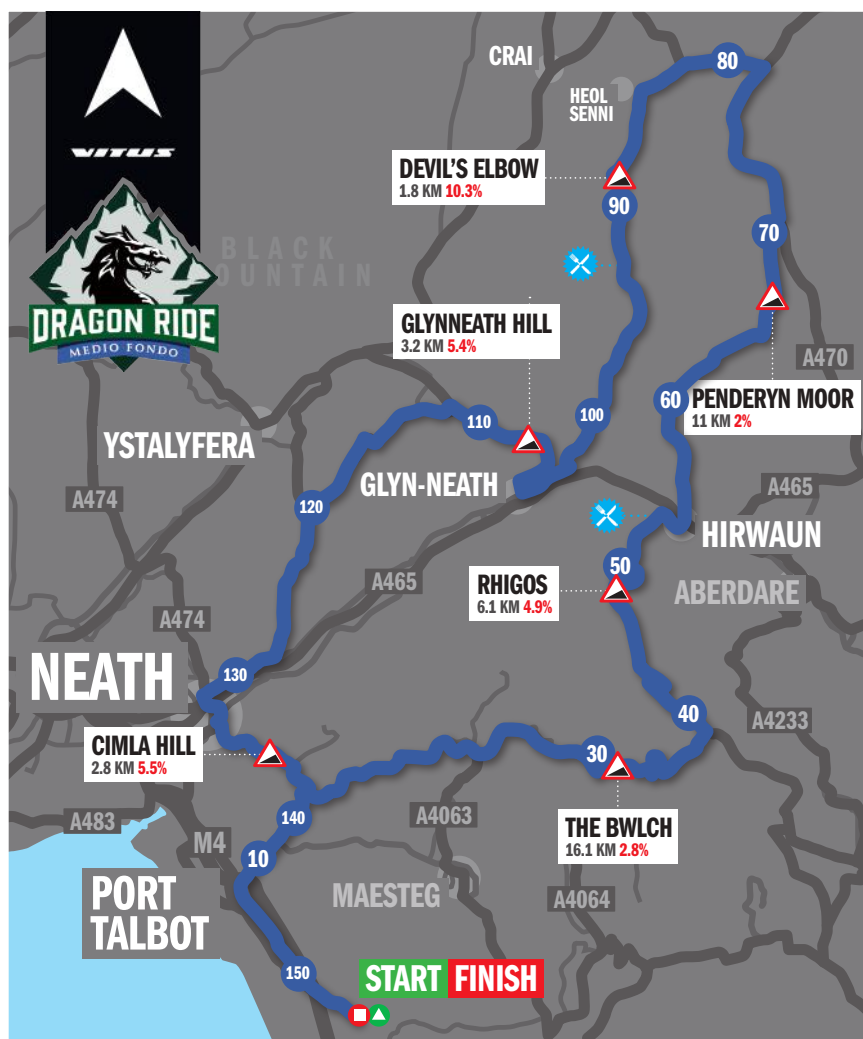 VITUS
DRAGON RIDE
MEDIO FONDO
BLACK
OUNTAIN
CRAI
HEOL
SENNI
80
DEVIL'S ELBOW
1.8 KM 10.3%
90
70
GLYNNEATH HILL
3.2 KM 5.4%
A470
60
PENDERYN MOOR
11 KM 2%
110
100
YSTALYFERA
GLYN-NEATH
A474
A465
120
HIRWAUN
50
A465
RHIGOS
6.1 KM 4.9%
ABERDARE
A474
NEATH
130
40
A4233
CIMLA HILL
2.8 KM 5.5%
30
A483
140
A4063
THE BWLCH
16.1 KM 2.8%
M4
10
PORT
TALBOT
MAESTEG
A4064
150
START FINISH